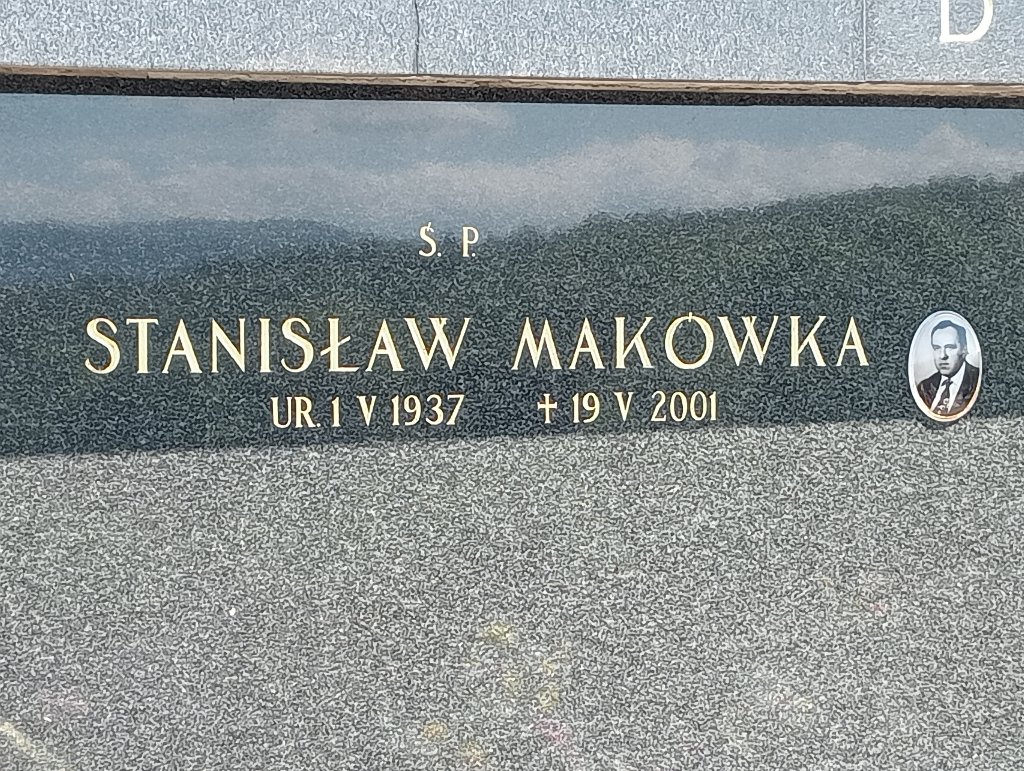 D
Ś. P.
STANISŁAW MAKÓWKA
UR. 1 V 1937 ✝ 19 V 2001